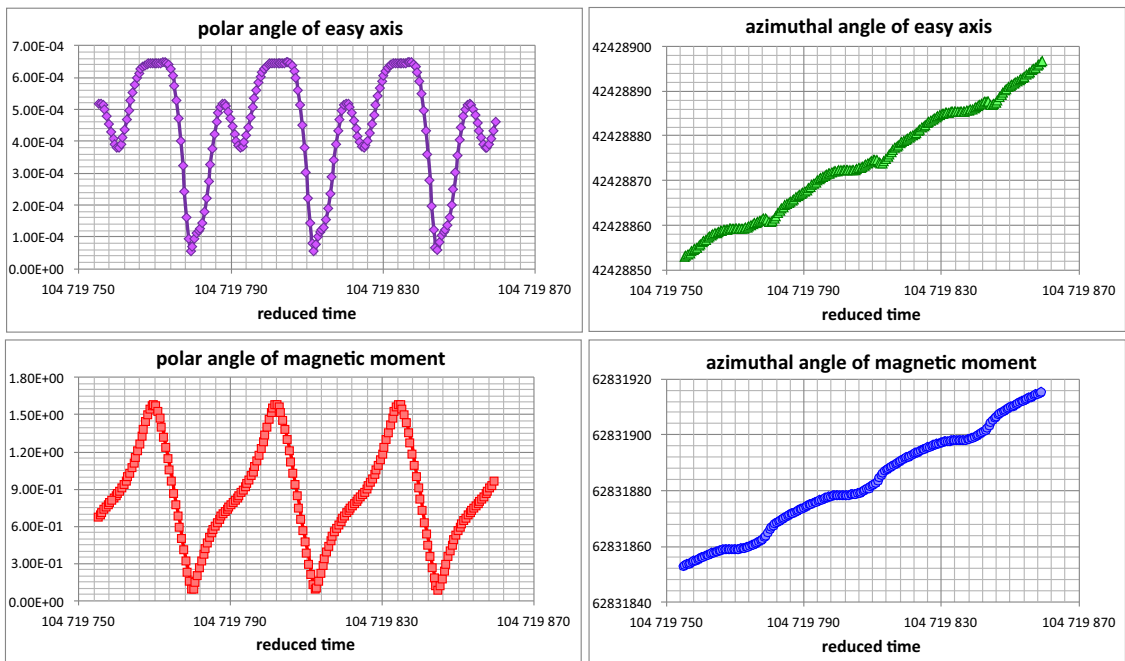 polar angle of easy axis
7.00E-04
6.00E-04
5.00E-04
4.00E-04
3.00E-04
2.00E-04
1.00E-04
0.00E+00
104 719 750
104 719 790
104 719 830
104 719 870
reduced time
azimuthal angle of easy axis
42428900
42428890
42428880
42428870
42428860
42428850
104 719 750
104 719 790
104 719 830
104 719 870
reduced time
polar angle of magnetic moment
1.80E+00
1.50E+00
1.20E+00
9.00E-01
6.00E-01
3.00E-01
0.00E+00
104 719 750
104 719 790
104 719 830
104 719 870
reduced time
azimuthal angle of magnetic moment
62831920
62831900
62831880
62831860
62831840
104 719 750
104 719 790
104 719 830
104 719 870
reduced time